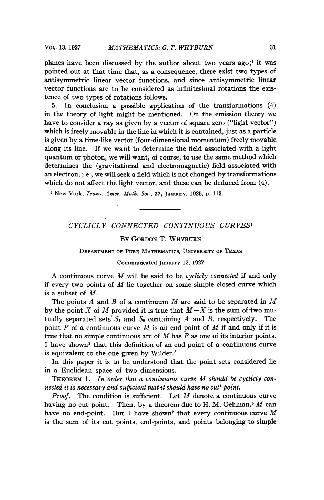 VOL. 13, 1927 MATHEMATICS: G. T. WHYBURN 31
planes have been discussed by the author about two years ago;¹ it was
pointed out at that time that, as a consequence, there exist two types of
antisymmetric linear vector functions, and since antisymmetric linear
vector functions are to be considered as infinitesimal rotations the exis-
tence of two types of rotations follows.
5. In conclusion a possible application of the transformations (4)
in the theory of light might be mentioned. On the emission theory we
have to consider a ray as given by a vector of square zero ("light vector")
which is freely movable in the line in which it is contained, just as a particle
is given by a time-like vector (four-dimensional momentum) freely movable
along its line. If we want to determine the field associated with a light
quantum or photon, we will want, of course, to use the same method which
determines the (gravitational and electromagnetic) field associated with
an electron, i.e., we will seek a field which is not changed by transformations
which do not affect the light vector, and these can be deduced from (4).
¹ New York, Trans. Amer. Math. Soc., 27, January, 1925, p.
CYCLICLY CONNECTED CONTINUOUS CURVES
BY GORDON T. WHYBURN
DEPARTMENT OF PURE MATHEMATICS, UNIVERSITY OF TEXAS
Communicated January 12, 1927
A continuous curve M will be said to be cyclicly connected if and only
if every two points of M lie together on some simple closed curve which
is a subset of M.
The points A and B of a continuum M are said to be separated in M
by the point X of M provided it is true that M−X is the sum of two mu-
tually separated sets S₁ and S₂ containing A and B, respectively. The
point P of a continuous curve M is an end point of M if and only if it is
true that no simple continuous arc of M has P as one of its interior points.
I have shown that this definition of an end point of a continuous curve
is equivalent to the one given by Wilder.
In this paper it is to be understood that the point sets considered lie
in a Euclidean space of two dimensions.
THEOREM 1. In order that a continuous curve M should be cyclicly con-
nected it is necessary and sufficient that it should have no cut point.
Proof. The condition is sufficient. Let M denote a continuous curve
having no cut point. Then, by a theorem due to H. M. Gehman, M can
have no end-point. But I have shown that every continuous curve M
is the sum of its cut points, end-points, and points belonging to simple